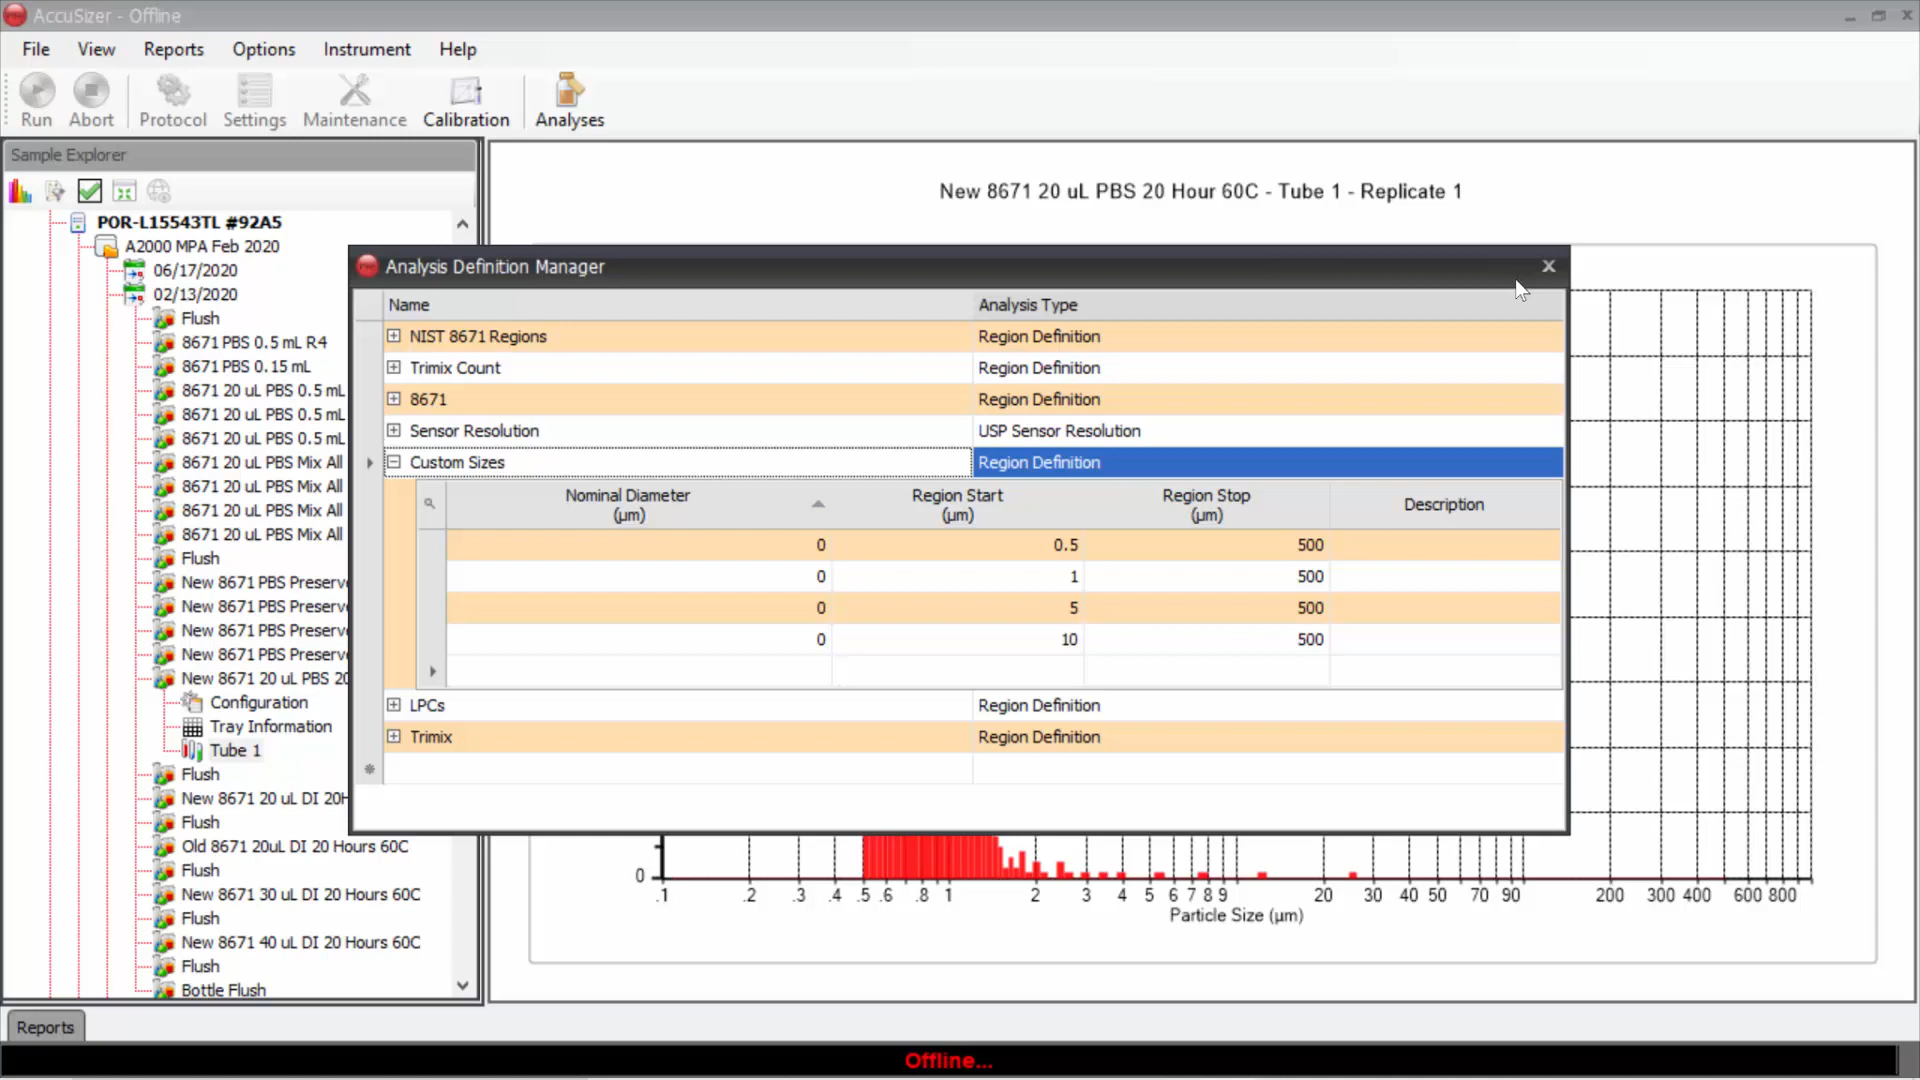 AccuSizer - Offline
File View Reports Options Instrument Help
Run Abort Protocol Settings Maintenance Calibration Analyses
Sample Explorer
POR-L15543TL #92A5
A2000 MPA Feb 2020
06/17/2020
02/13/2020
Flush
8671 PBS 0.5 mL R4
8671 PBS 0.15 mL
8671 20 uL PBS 0.5 mL
8671 20 uL PBS 0.5 mL
8671 20 uL PBS 0.5 mL
8671 20 uL PBS Mix All
8671 20 uL PBS Mix All
8671 20 uL PBS Mix All
8671 20 uL PBS Mix All
Flush
New 8671 PBS Preserv
New 8671 PBS Preserv
New 8671 PBS Preserv
New 8671 PBS Preserv
New 8671 20 uL PBS 20
Configuration
Tray Information
Tube 1
Flush
New 8671 20 uL DI 20H
Flush
Old 8671 20uL DI 20 Hours 60C
Flush
New 8671 30 uL DI 20 Hours 60C
Flush
New 8671 40 uL DI 20 Hours 60C
Flush
Bottle Flush
New 8671 20 uL PBS 20 Hour 60C - Tube 1 - Replicate 1
Analysis Definition Manager
Name Analysis Type
NIST 8671 Regions Region Definition
Trimix Count Region Definition
8671 Region Definition
Sensor Resolution USP Sensor Resolution
Custom Sizes Region Definition
Nominal Diameter (µm) Region Start (µm) Region Stop (µm) Description
0 0.5 500
0 1 500
0 5 500
0 10 500
LPCs Region Definition
Trimix Region Definition
0
.1 .2 .3 .4 .5 .6 .8 1 2 3 4 5 6 7 8 9 20 30 40 50 70 90 200 300 400 600 800
Particle Size (µm)
Reports
Offline...